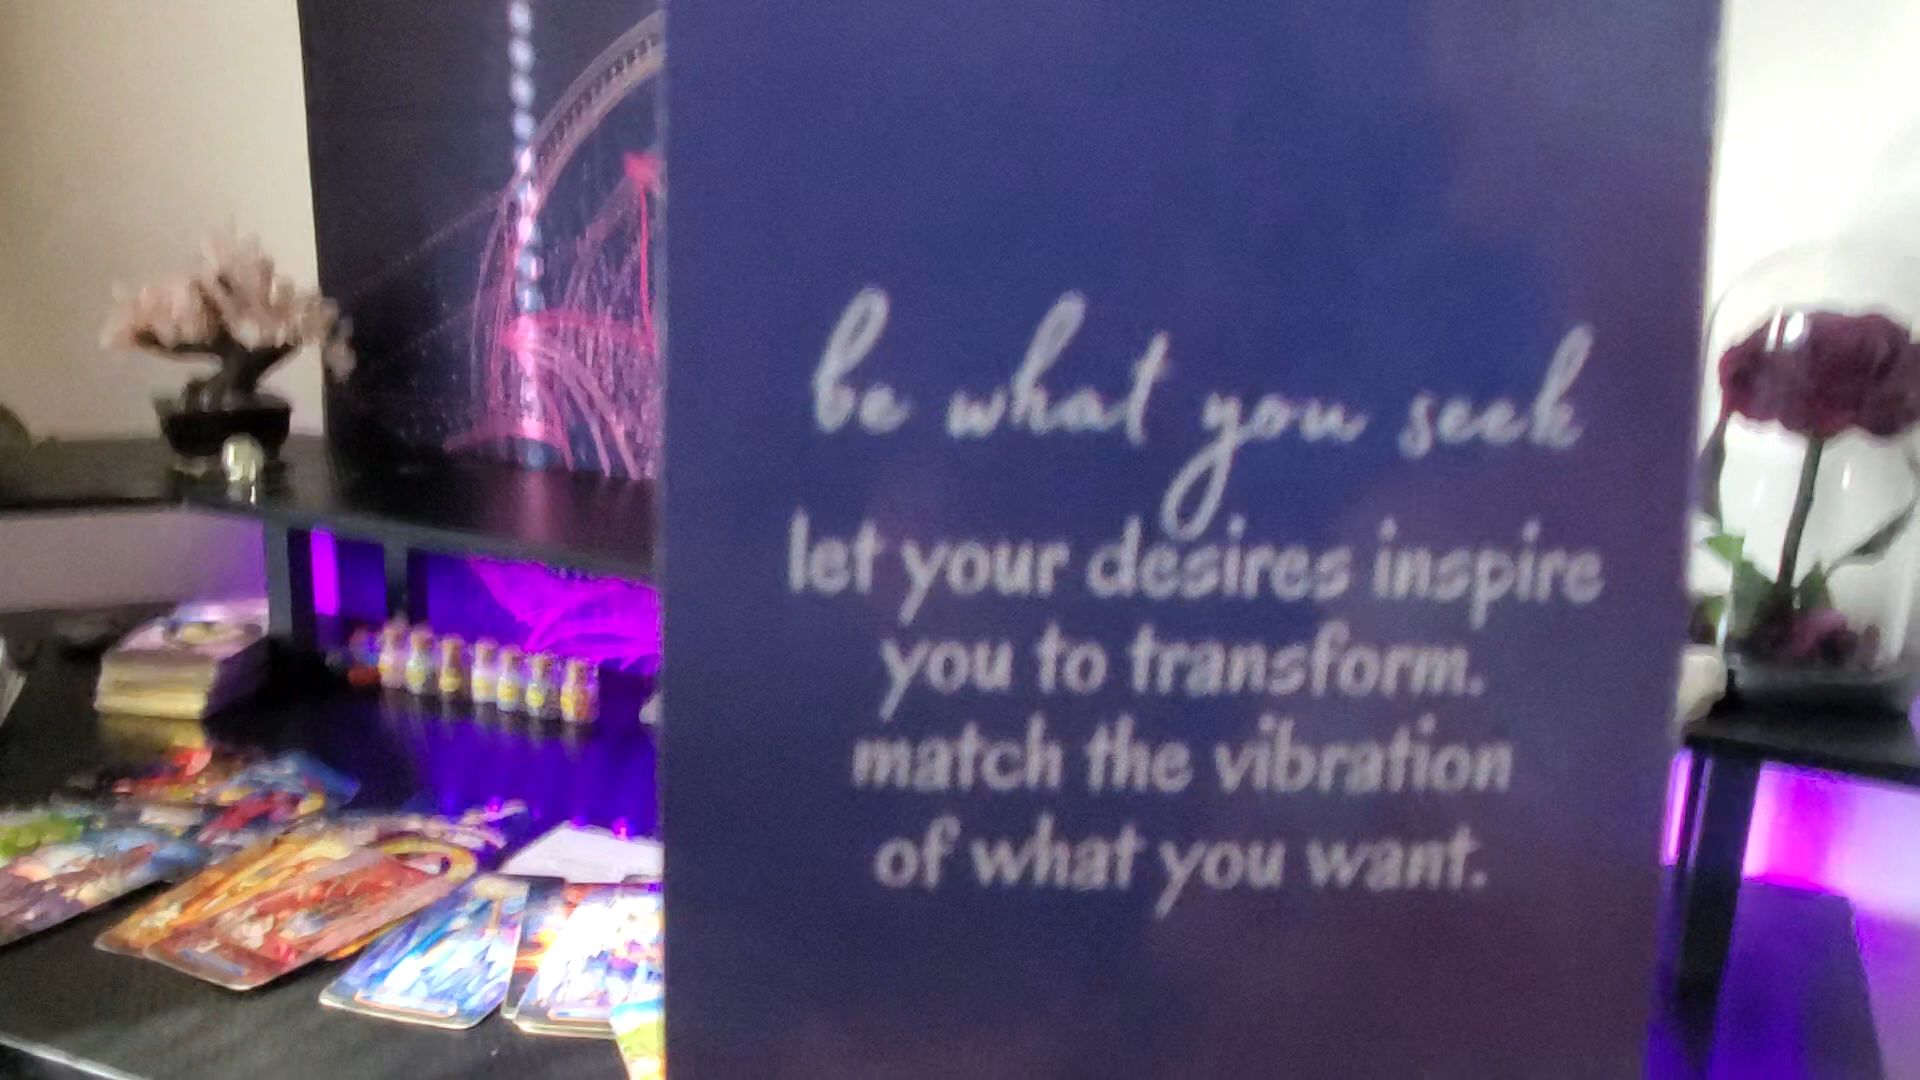 be what you seek
let your desires inspire
you to transform.
match the vibration
of what you want.